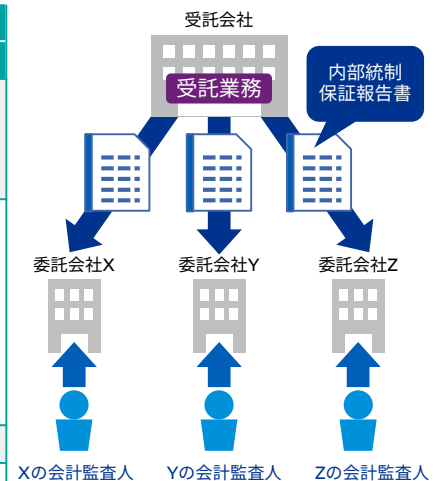 受託会社
受託業務
内部統制
保証報告書
委託会社X
委託会社Y
委託会社Z
Xの会計監査人
Yの会計監査人
Zの会計監査人